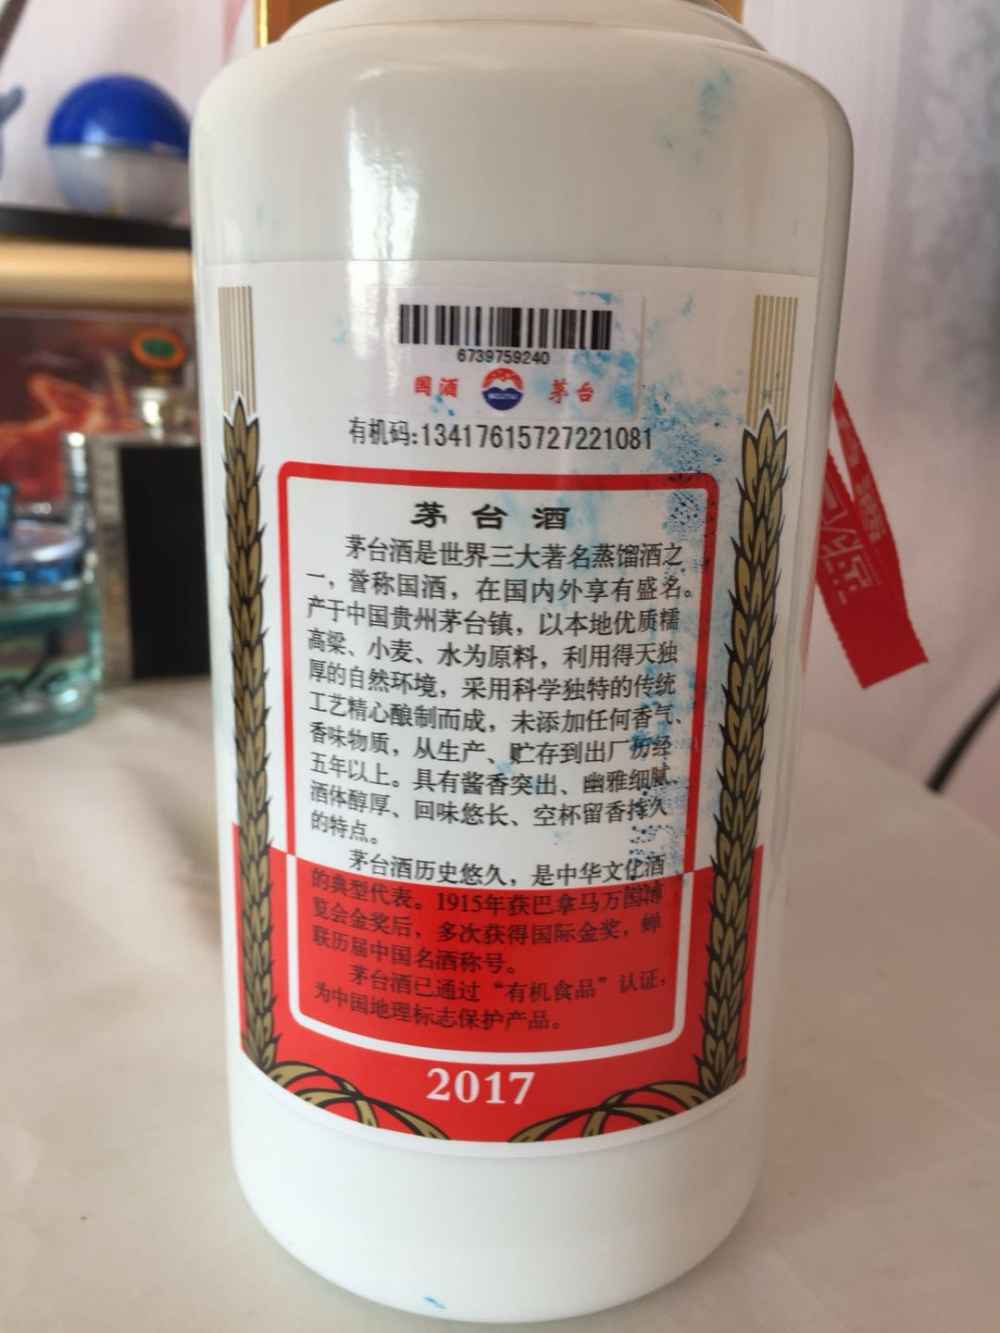 6739759240
国酒 茅台
有机码:13417615727221081
茅台酒
茅台酒是世界三大著名蒸馏酒之
一，誉称国酒，在国内外享有盛名。
产于中国贵州茅台镇，以本地优质糯
高粱、小麦、水为原料，利用得天独
厚的自然环境，采用科学独特的传统
工艺精心酿制而成，未添加任何香气、
香味物质，从生产、贮存到出厂历经
五年以上。具有酱香突出、幽雅细腻、
酒体醇厚、回味悠长、空杯留香持久
的特点。
茅台酒历史悠久，是中华文化酒
的典型代表。1915年获巴拿马万国博
览会金奖后，多次获得国际金奖，蝉
联历届中国名酒称号。
茅台酒已通过“有机食品”认证，
为中国地理标志保护产品。
2017